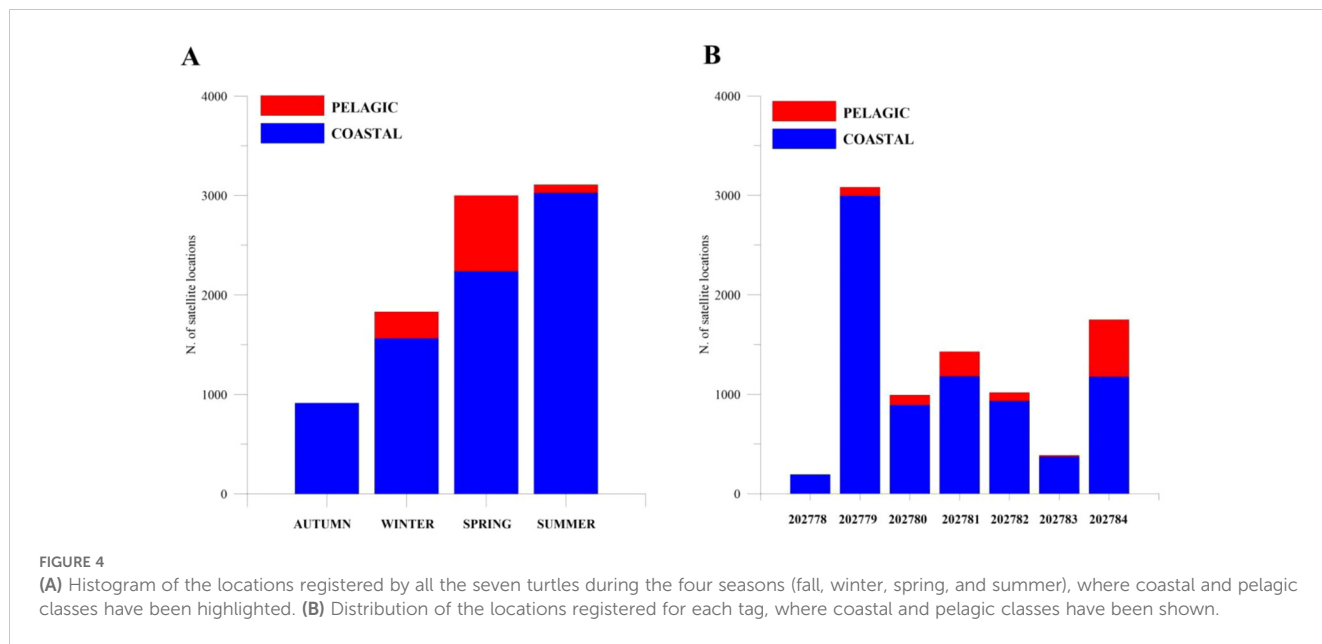 A
4000
PELAGIC
COASTAL
3000
N. of satellite locations
2000
1000
0
AUTUMN WINTER SPRING SUMMER
B
4000
PELAGIC
COASTAL
3000
N. of satellite locations
2000
1000
0
202778 202779 202780 202781 202782 202783 202784
FIGURE 4
(A) Histogram of the locations registered by all the seven turtles during the four seasons (fall, winter, spring, and summer), where coastal and pelagic
classes have been highlighted. (B) Distribution of the locations registered for each tag, where coastal and pelagic classes have been shown.